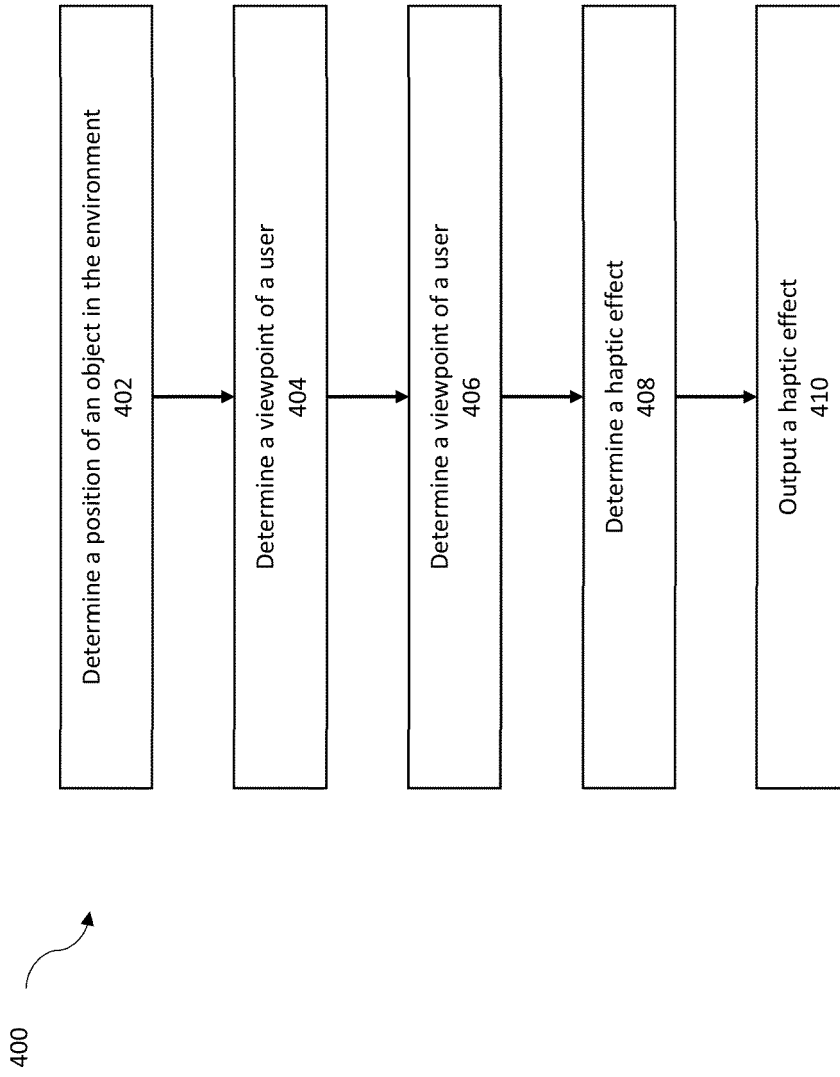 400
Determine a position of an object in the environment
402
Determine a viewpoint of a user
404
Determine a viewpoint of a user
406
Determine a haptic effect
408
Output a haptic effect
410